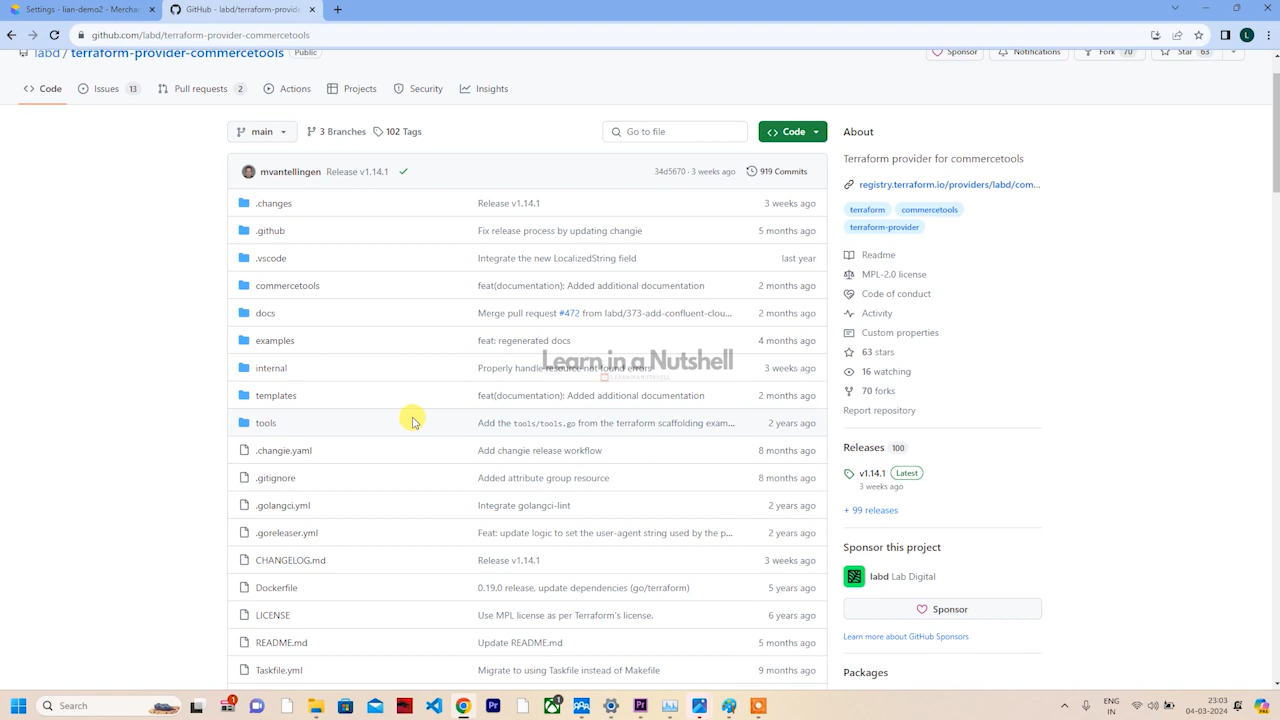 Settings - lian-demo2 - Merchan
GitHub - labd/terraform-provide
github.com/labd/terraform-provider-commercetools
labd / terraform-provider-commercetools Public
Sponsor Notifications Fork 70 Star 63
Code Issues 13 Pull requests 2 Actions Projects Security Insights
main 3 Branches 102 Tags Go to file Code
mvantellingen Release v1.14.1 34d5670 · 3 weeks ago 919 Commits
.changes Release v1.14.1 3 weeks ago
.github Fix release process by updating changie 5 months ago
.vscode Integrate the new LocalizedString field last year
commercetools feat(documentation): Added additional documentation 2 months ago
docs Merge pull request #472 from labd/373-add-confluent-clou... 2 months ago
examples feat: regenerated docs 4 months ago
Learn in a Nutshell
internal Properly handle resource not found errors 3 weeks ago
templates feat(documentation): Added additional documentation 2 months ago
tools Add the tools/tools.go from the terraform scaffolding exam... 2 years ago
.changie.yaml Add changie release workflow 8 months ago
.gitignore Added attribute group resource 8 months ago
.golangci.yml Integrate golangci-lint 2 years ago
.goreleaser.yml Feat: update logic to set the user-agent string used by the p... 2 years ago
CHANGELOG.md Release v1.14.1 3 weeks ago
Dockerfile 0.19.0 release, update dependencies (go/terraform) 5 years ago
LICENSE Use MPL license as per Terraform's license. 6 years ago
README.md Update README.md 5 months ago
Taskfile.yml Migrate to using Taskfile instead of Makefile 9 months ago
About
Terraform provider for commercetools
registry.terraform.io/providers/labd/com...
terraform commercetools
terraform-provider
Readme
MPL-2.0 license
Code of conduct
Activity
Custom properties
63 stars
16 watching
70 forks
Report repository
Releases 100
v1.14.1 Latest
3 weeks ago
+ 99 releases
Sponsor this project
labd Lab Digital
Sponsor
Learn more about GitHub Sponsors
Packages
Search
ENG
IN
23:03
04-03-2024